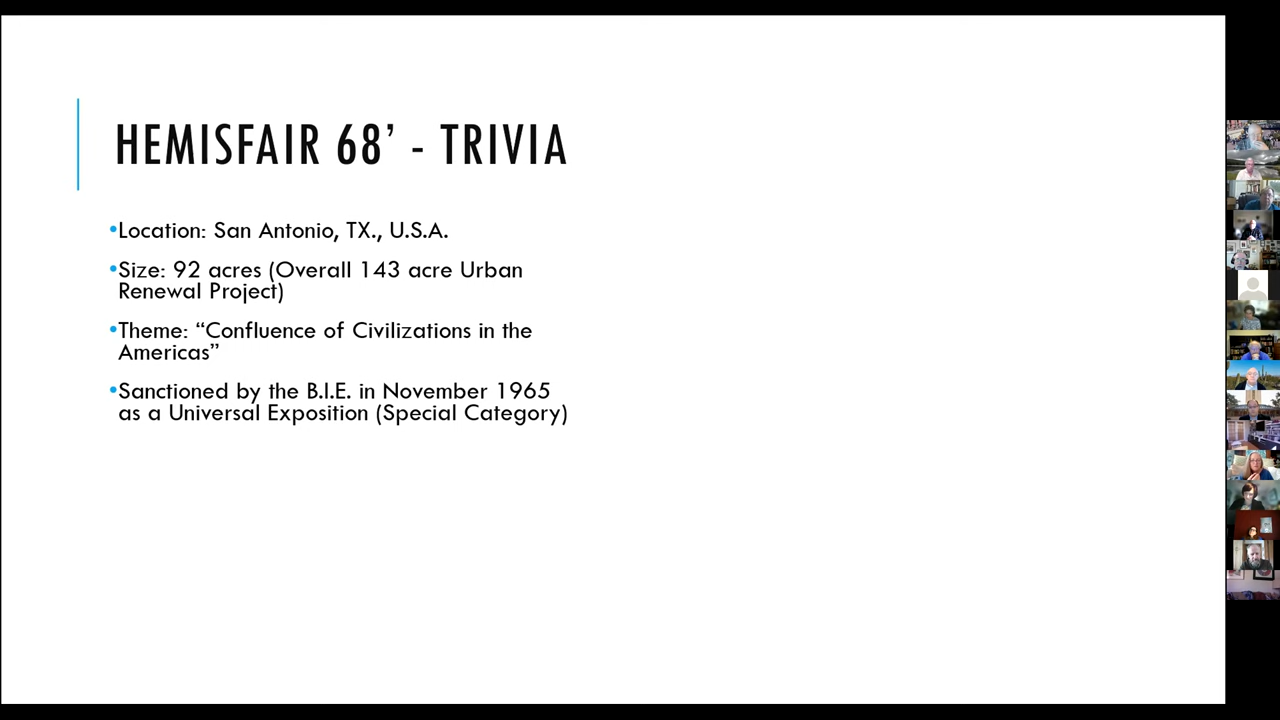 HEMISFAIR 68’ - TRIVIA
•Location: San Antonio, TX., U.S.A.
•Size: 92 acres (Overall 143 acre Urban
Renewal Project)
•Theme: “Confluence of Civilizations in the
Americas”
•Sanctioned by the B.I.E. in November 1965
as a Universal Exposition (Special Category)